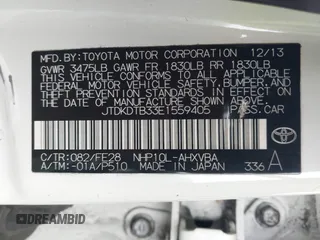 MFD.BY:TOYOTA MOTOR CORPORATION 12/13
GVWR 3475LB GAWR FR 1830LB RR 1830LB
THIS VEHICLE CONFORMS TO ALL APPLICABLE
FEDERAL MOTOR VEHICLE SAFETY, BUMPER, AND
THEFT PREVENTION STANDARDS IN EFFECT ON
THE DATE OF MANUFACTURE SHOWN ABOVE.
JTDKDTB33E1559405 PASS.CAR
C/TR:082/FE28 NHP10L-AHXVBA
A/TM:-01A/P510 MADE IN JAPAN 336 A
TOYOTA
DREAMBID